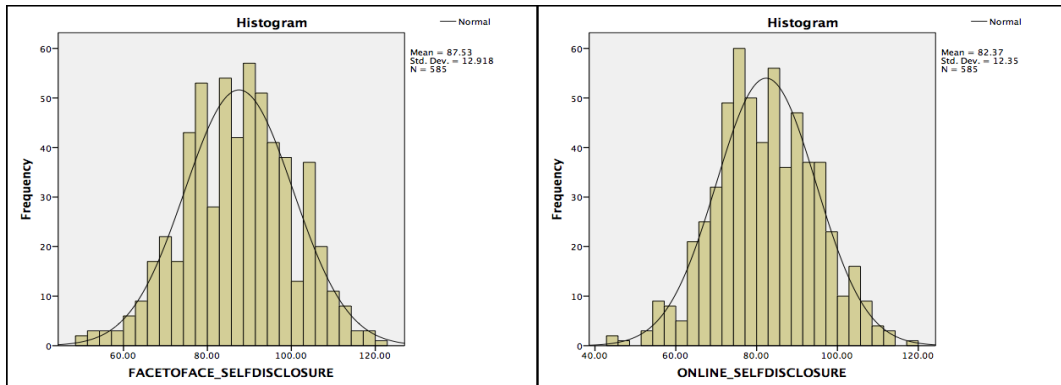 Histogram
Normal
Mean = 87.53
Std. Dev. = 12.918
N = 585
Frequency
60
50
40
30
20
10
0
60.00 80.00 100.00 120.00
FACETOFACE_SELFDISCLOSURE
Histogram
Normal
Mean = 82.37
Std. Dev. = 12.35
N = 585
Frequency
60
50
40
30
20
10
0
40.00 60.00 80.00 100.00 120.00
ONLINE_SELFDISCLOSURE